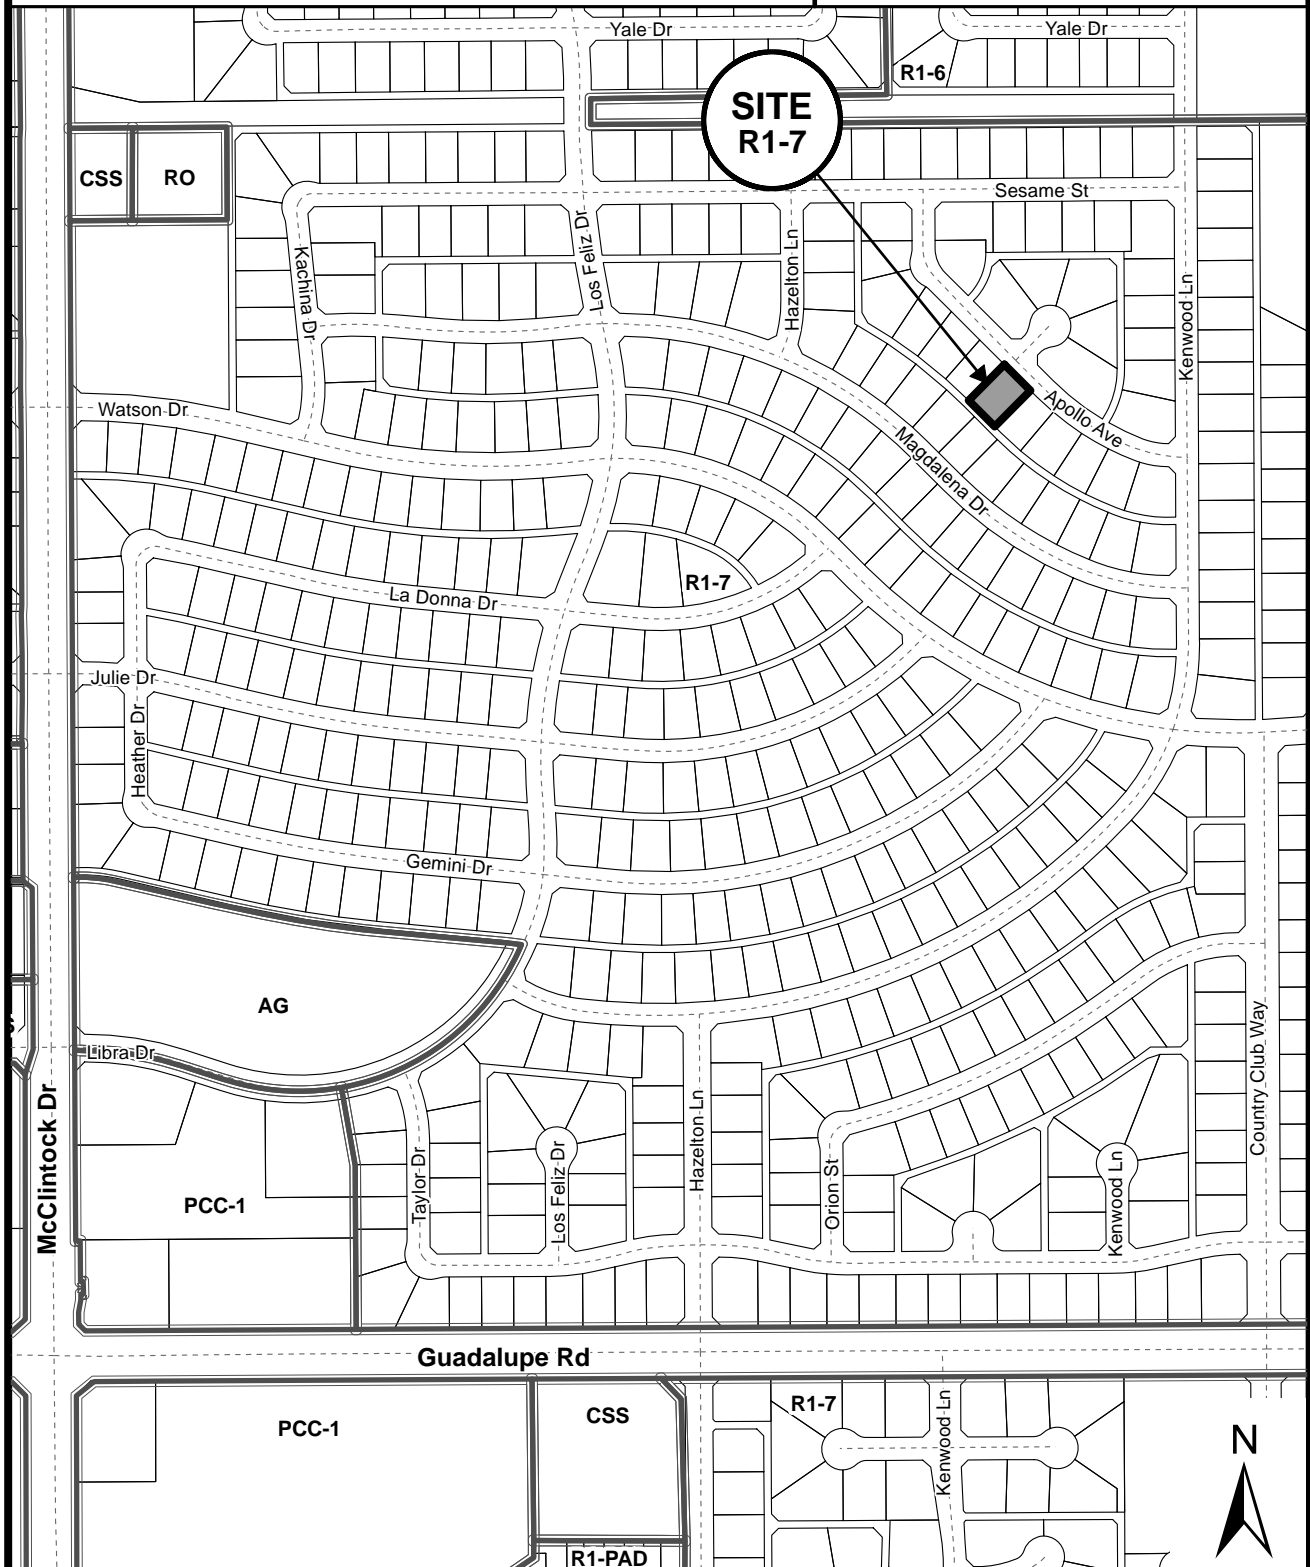 Yale Dr
Yale Dr
R1-6
SITE
R1-7
CSS
RO
Sesame St
Kachina Dr
Los Feliz Dr
Hazelton Ln
Kenwood Ln
Watson Dr
Apollo Ave
Magdalena Dr
R1-7
La Donna Dr
Julie Dr
Heather Dr
Gemini Dr
AG
Libra Dr
McClintock Dr
PCC-1
Taylor Dr
Los Feliz Dr
Hazelton Ln
Orion St
Kenwood Ln
Country Club Way
Guadalupe Rd
PCC-1
CSS
R1-7
Kenwood Ln
N
R1-PAD